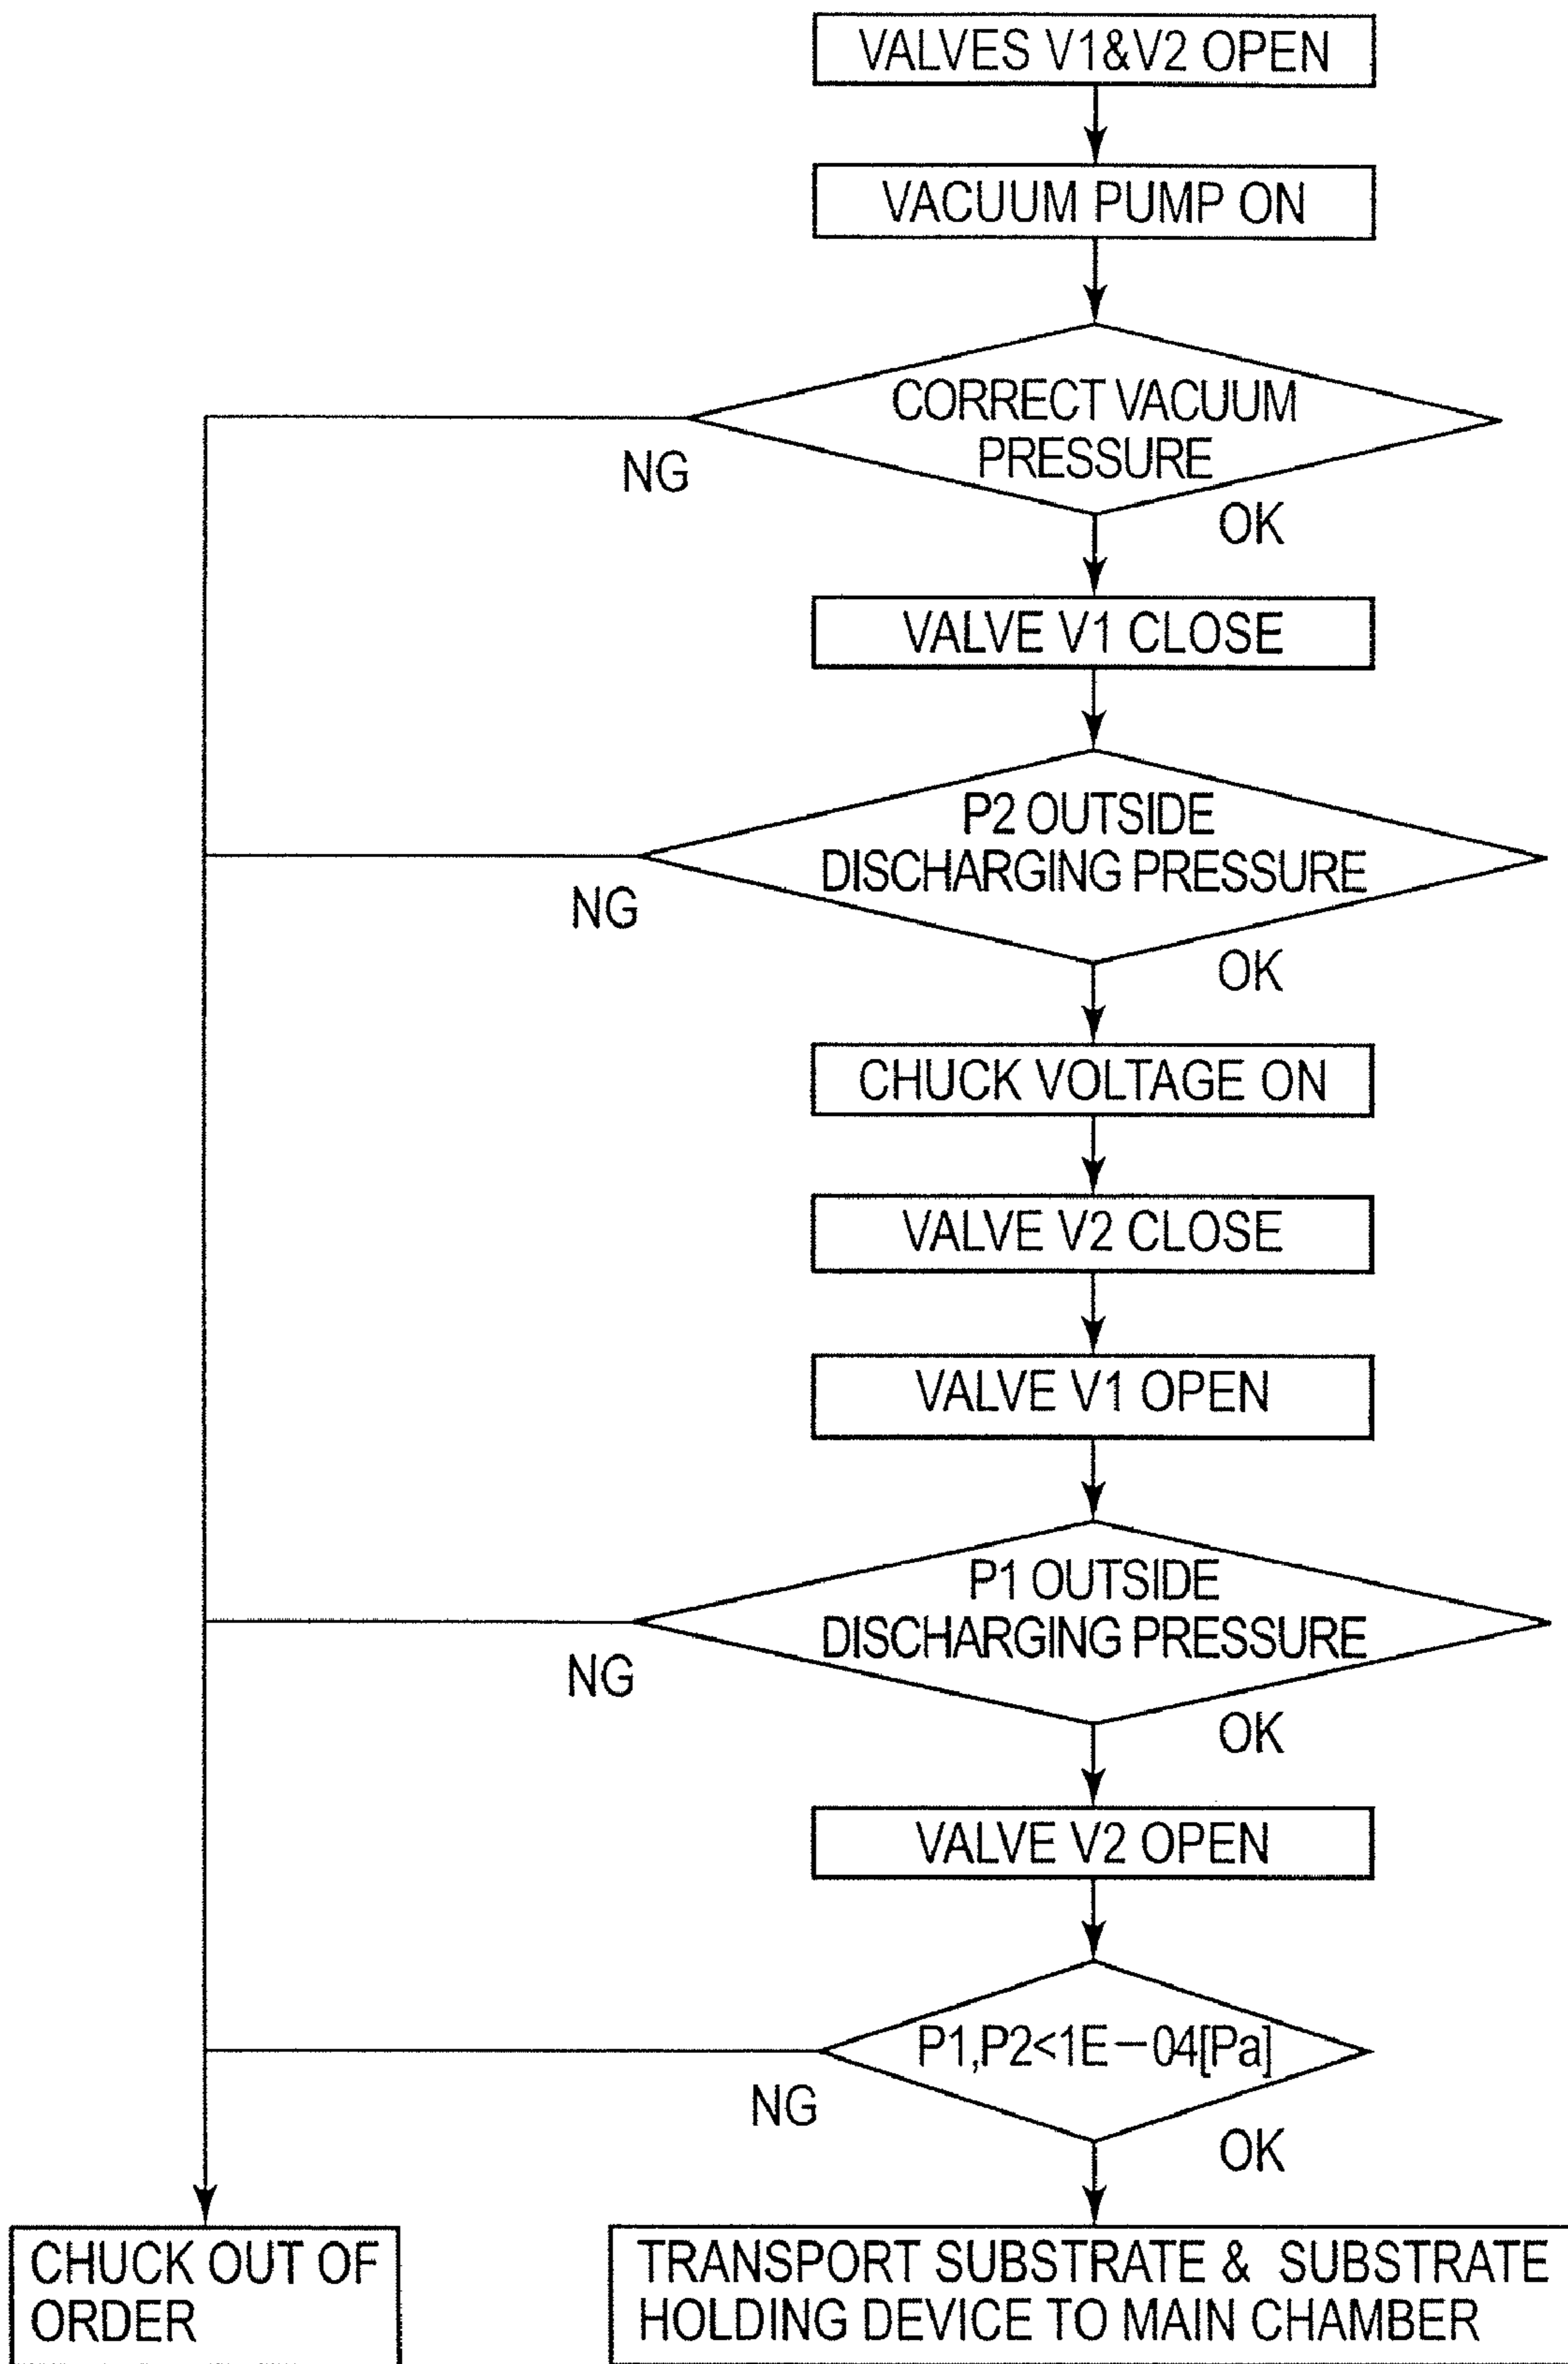 VALVES V1&V2 OPEN
VACUUM PUMP ON
CORRECT VACUUM
PRESSURE
NG
OK
VALVE V1 CLOSE
P2 OUTSIDE
DISCHARGING PRESSURE
NG
OK
CHUCK VOLTAGE ON
VALVE V2 CLOSE
VALVE V1 OPEN
P1 OUTSIDE
DISCHARGING PRESSURE
NG
OK
VALVE V2 OPEN
P1,P2<1E−04[Pa]
NG
OK
CHUCK OUT OF
ORDER
TRANSPORT SUBSTRATE & SUBSTRATE
HOLDING DEVICE TO MAIN CHAMBER